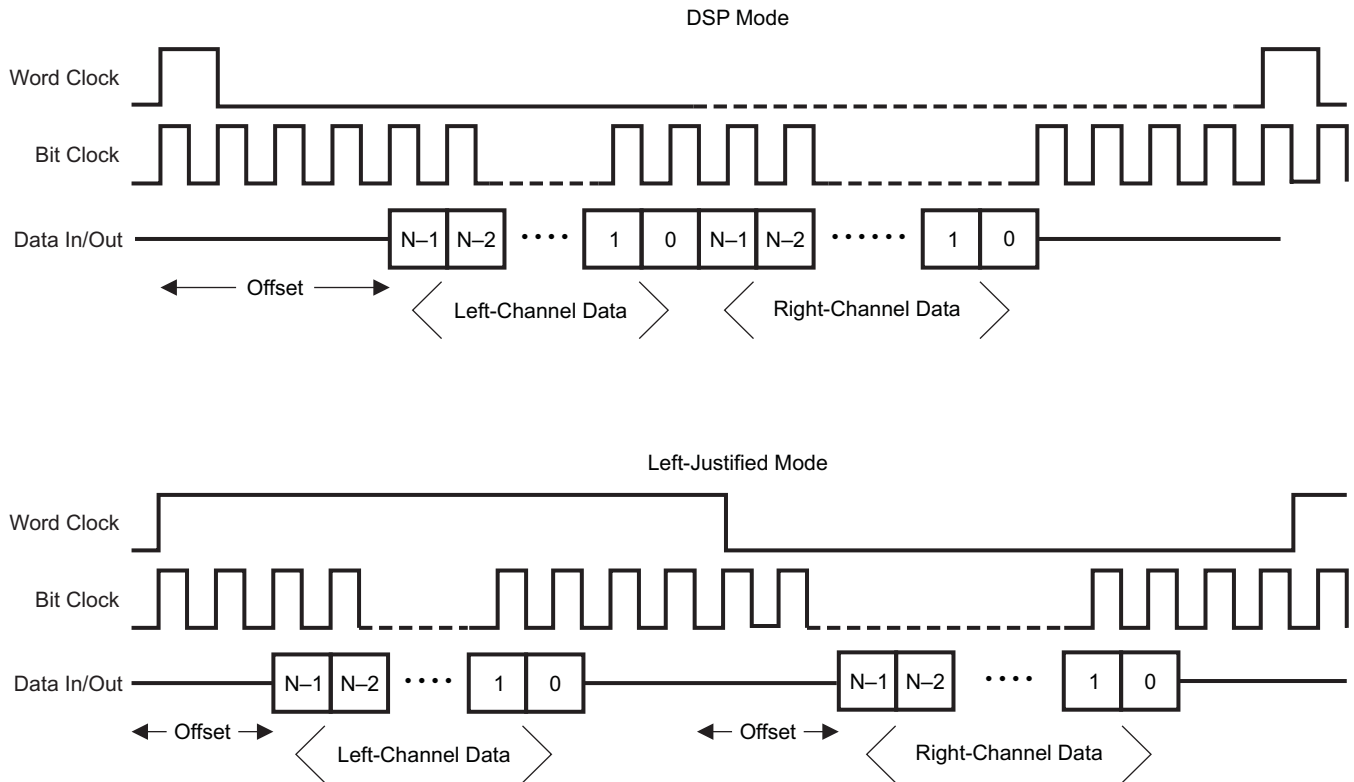 DSP Mode
Word Clock
Bit Clock
Data In/Out
N–1 N–2 •••• 1 0 N–1 N–2 •••••• 1 0
Offset
Left-Channel Data
Right-Channel Data
Left-Justified Mode
Word Clock
Bit Clock
Data In/Out
N–1 N–2 •••• 1 0 N–1 N–2 •••• 1 0
Offset
Offset
Left-Channel Data
Right-Channel Data